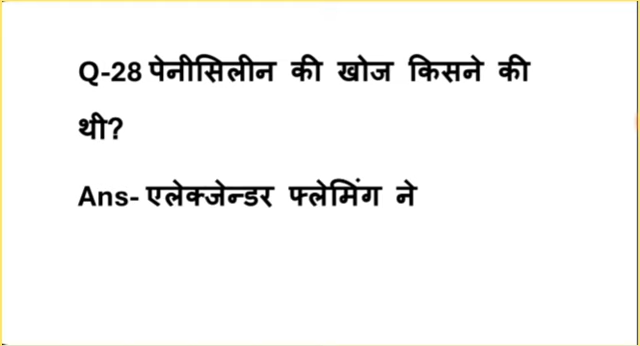 Q-28 पेनीसिलीन की खोज किसने की
थी?
Ans- एलेक्जेन्डर फ्लेमिंग ने